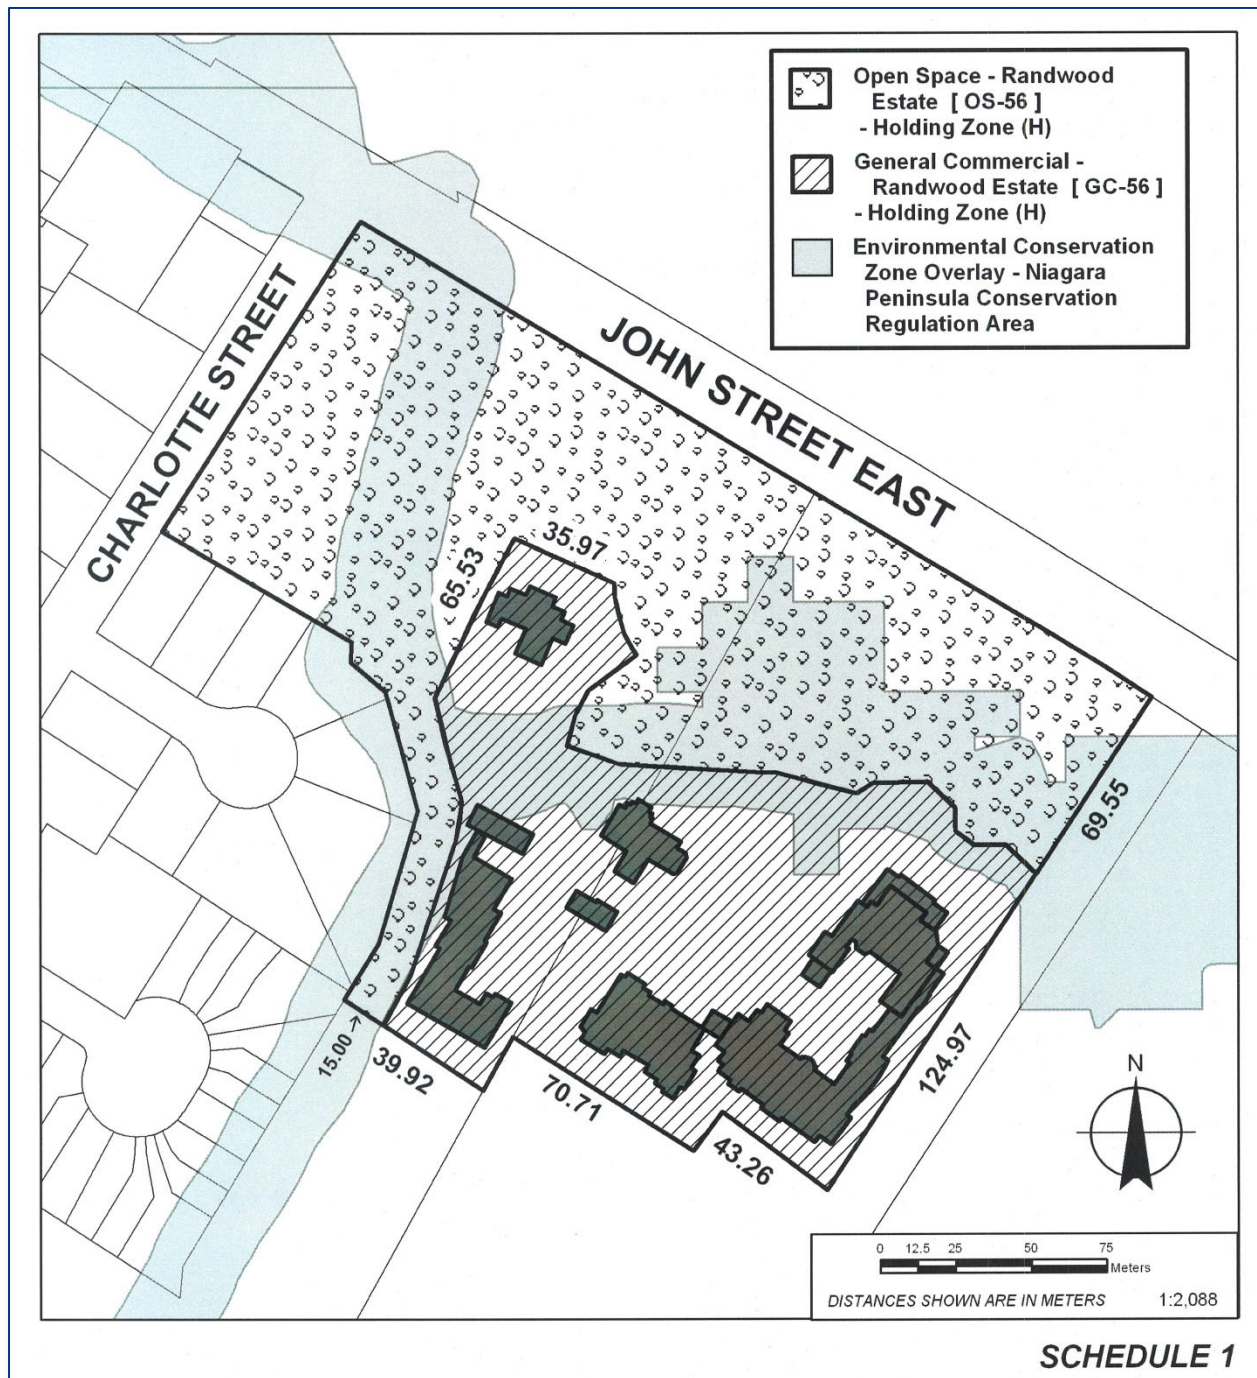 Open Space - Randwood
Estate [ OS-56 ]
- Holding Zone (H)
General Commercial -
Randwood Estate [ GC-56 ]
- Holding Zone (H)
Environmental Conservation
Zone Overlay - Niagara
Peninsula Conservation
Regulation Area
JOHN STREET EAST
CHARLOTTE STREET
35.97
65.53
69.55
124.97
15.00
39.92
70.71
43.26
N
0 12.5 25 50 75
Meters
DISTANCES SHOWN ARE IN METERS 1:2,088
SCHEDULE 1